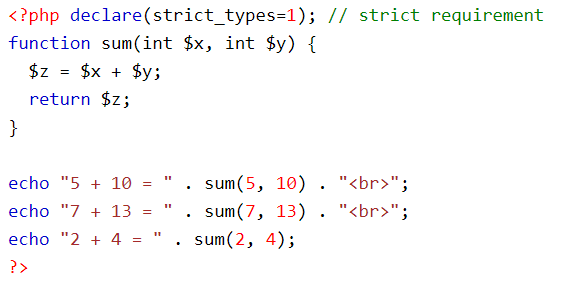 <?php declare(strict_types=1); // strict requirement
function sum(int $x, int $y) {
  $z = $x + $y;
  return $z;
}

echo "5 + 10 = " . sum(5, 10) . "<br>";
echo "7 + 13 = " . sum(7, 13) . "<br>";
echo "2 + 4 = " . sum(2, 4);
?>